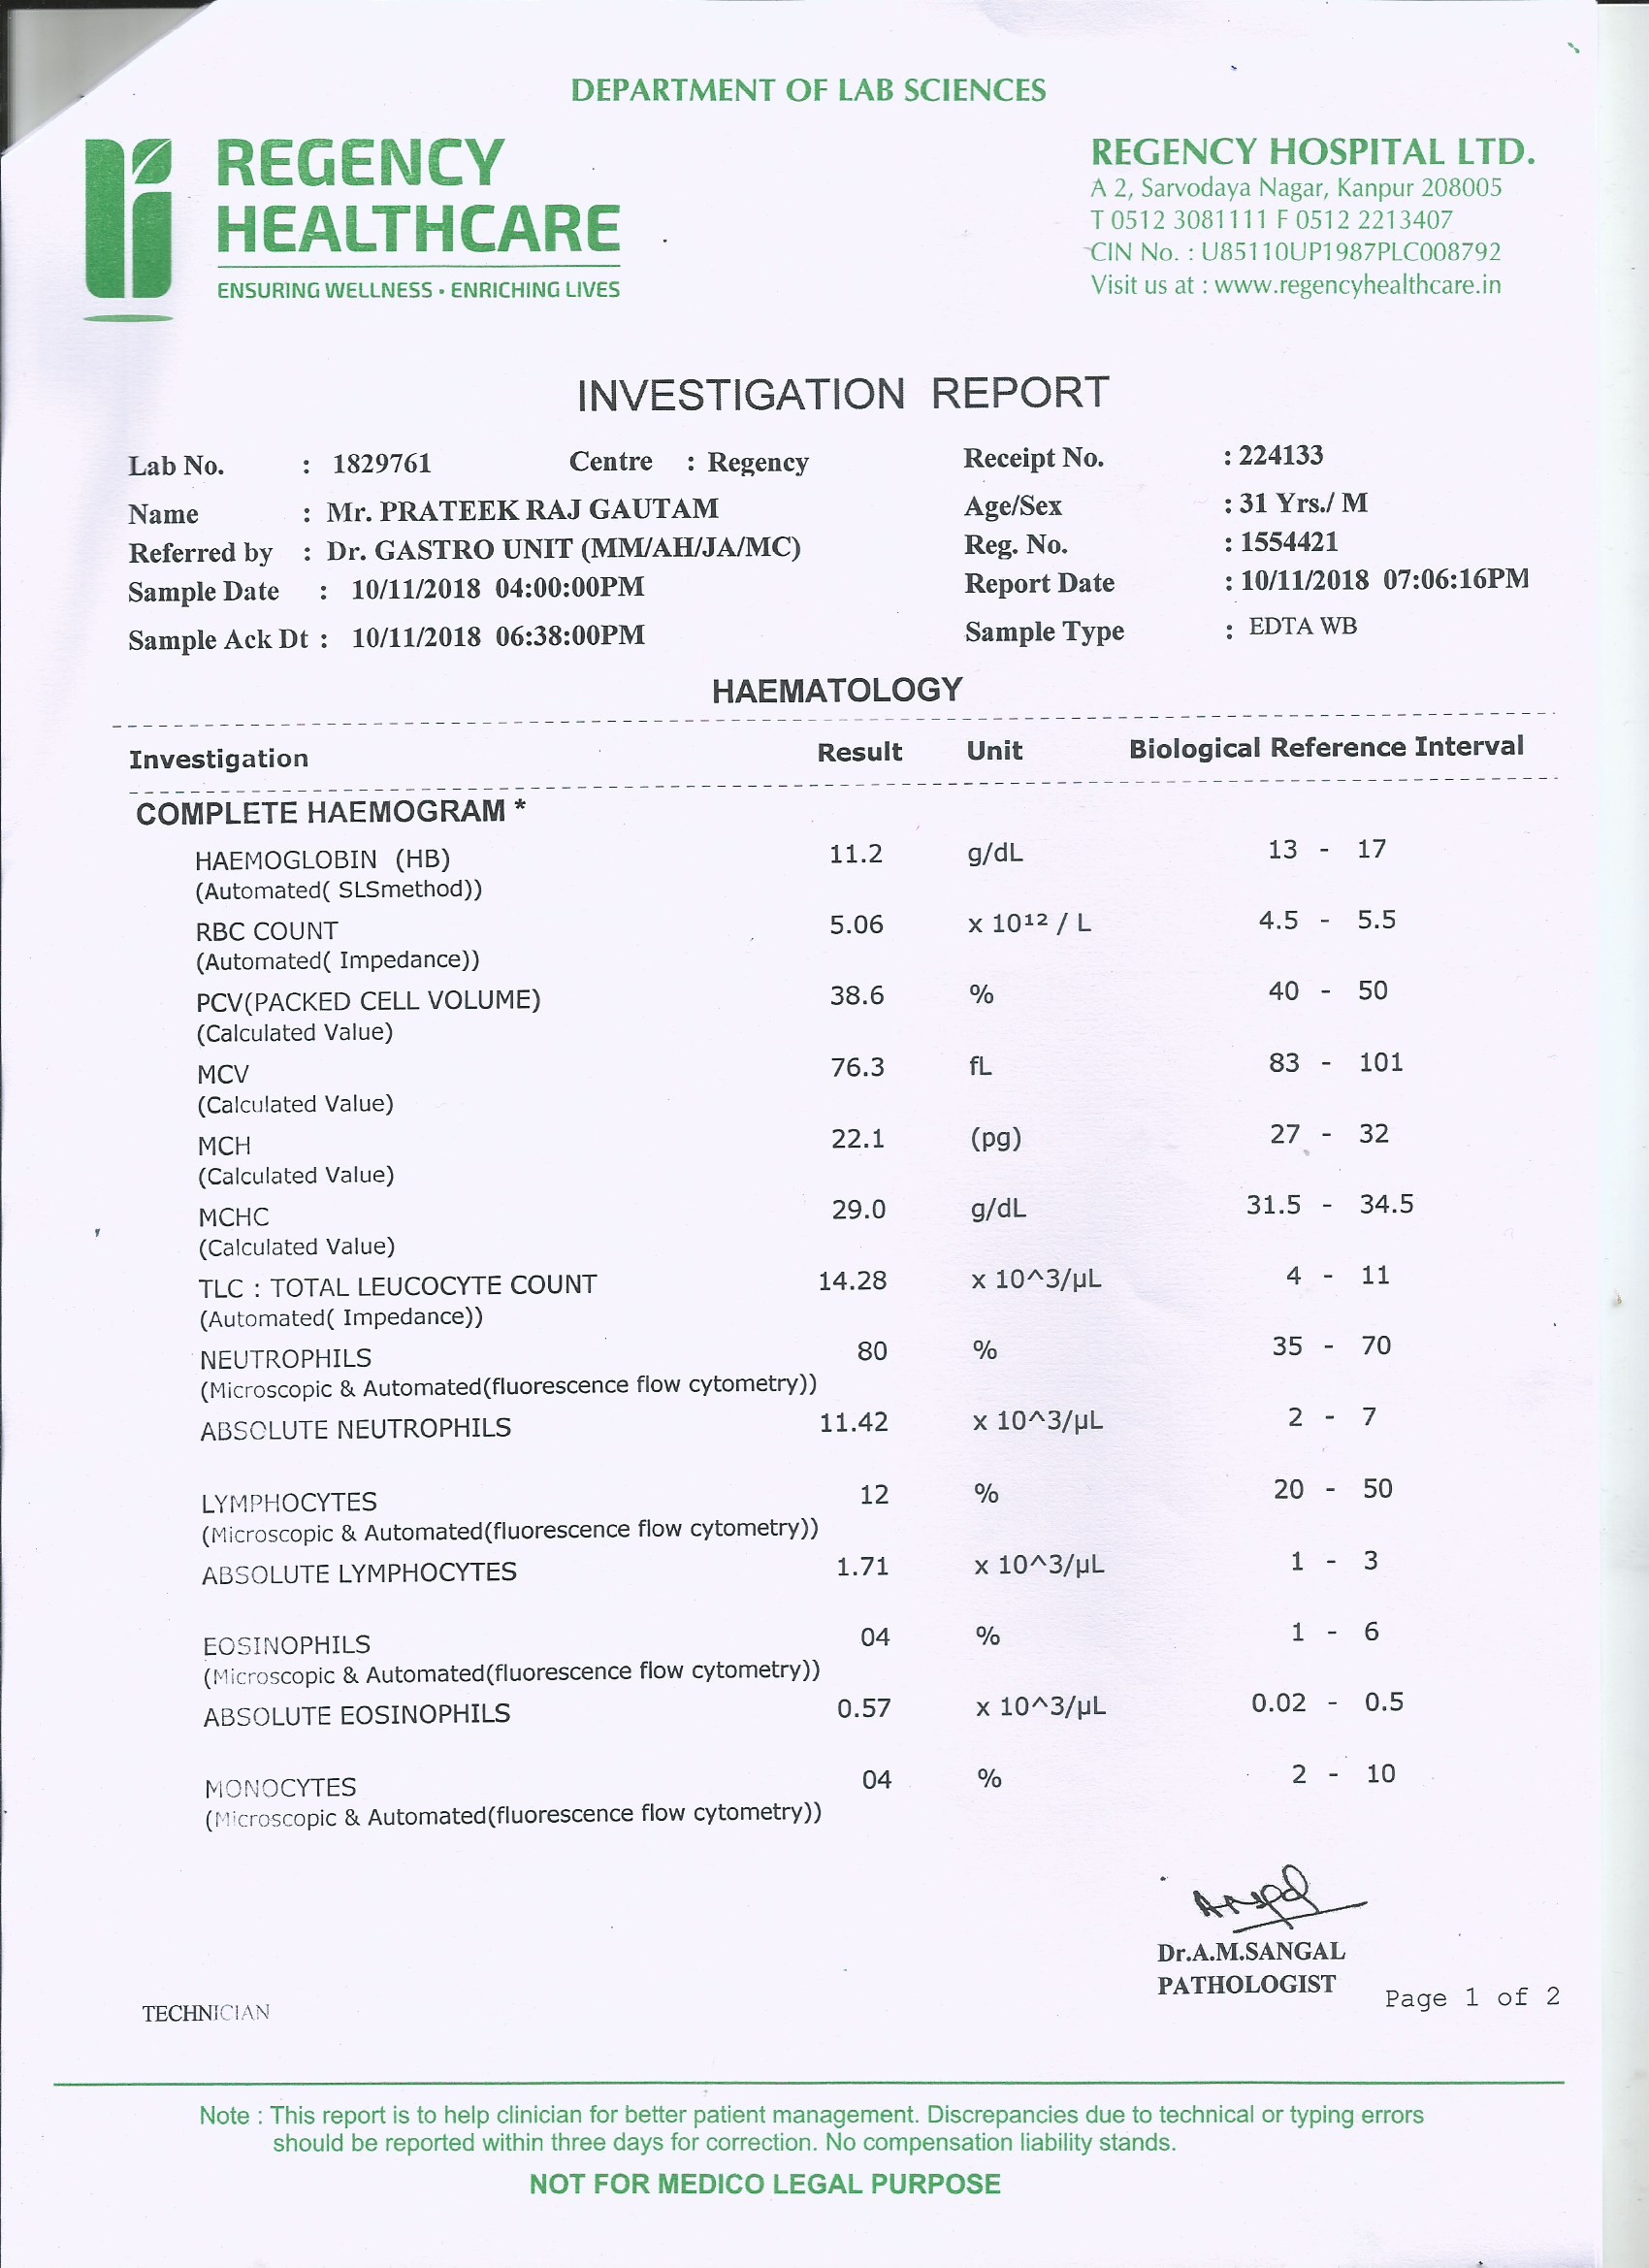 DEPARTMENT OF LAB SCIENCES
REGENCY
HEALTHCARE
ENSURING WELLNESS · ENRICHING LIVES
REGENCY HOSPITAL LTD.
A 2, Sarvodaya Nagar, Kanpur 208005
T 0512 3081111 F 0512 2213407
CIN No. : U85110UP1987PLC008792
Visit us at : www.regencyhealthcare.in
INVESTIGATION REPORT
Lab No. : 1829761 Centre : Regency Receipt No. : 224133
Name : Mr. PRATEEK RAJ GAUTAM Age/Sex : 31 Yrs./ M
Referred by : Dr. GASTRO UNIT (MM/AH/JA/MC) Reg. No. : 1554421
Sample Date : 10/11/2018 04:00:00PM Report Date : 10/11/2018 07:06:16PM
Sample Ack Dt : 10/11/2018 06:38:00PM Sample Type : EDTA WB
HAEMATOLOGY
Investigation Result Unit Biological Reference Interval
COMPLETE HAEMOGRAM *
HAEMOGLOBIN (HB) 11.2 g/dL 13 - 17
(Automated( SLSmethod))
RBC COUNT 5.06 x 10¹² / L 4.5 - 5.5
(Automated( Impedance))
PCV(PACKED CELL VOLUME) 38.6 % 40 - 50
(Calculated Value)
MCV 76.3 fL 83 - 101
(Calculated Value)
MCH 22.1 (pg) 27 - 32
(Calculated Value)
MCHC 29.0 g/dL 31.5 - 34.5
(Calculated Value)
TLC : TOTAL LEUCOCYTE COUNT 14.28 x 10^3/µL 4 - 11
(Automated( Impedance))
NEUTROPHILS 80 % 35 - 70
(Microscopic & Automated(fluorescence flow cytometry))
ABSOLUTE NEUTROPHILS 11.42 x 10^3/µL 2 - 7
LYMPHOCYTES 12 % 20 - 50
(Microscopic & Automated(fluorescence flow cytometry))
ABSOLUTE LYMPHOCYTES 1.71 x 10^3/µL 1 - 3
EOSINOPHILS 04 % 1 - 6
(Microscopic & Automated(fluorescence flow cytometry))
ABSOLUTE EOSINOPHILS 0.57 x 10^3/µL 0.02 - 0.5
MONOCYTES 04 % 2 - 10
(Microscopic & Automated(fluorescence flow cytometry))
Dr.A.M.SANGAL
PATHOLOGIST
Page 1 of 2
TECHNICIAN
Note : This report is to help clinician for better patient management. Discrepancies due to technical or typing errors
should be reported within three days for correction. No compensation liability stands.
NOT FOR MEDICO LEGAL PURPOSE